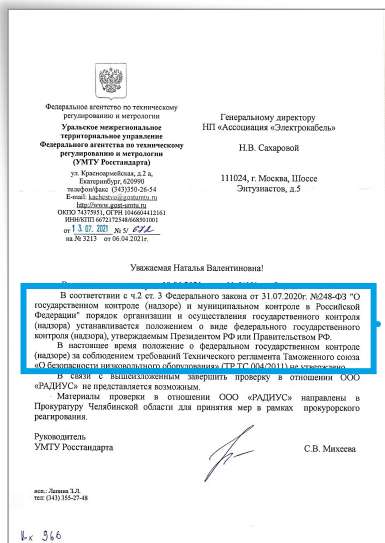 Федеральное агентство по техническому
регулированию и метрологии
Уральское межрегиональное
территориальное управление
Федерального агентства по техническому
регулированию и метрологии
(УМТУ Росстандарта)
ул. Красноармейская, д.2 а,
Екатеринбург, 620990
телефон/факс (343)350-26-54
E-mail: kachestvo@gostumtu.ru
http://www.gost-umtu.ru
ОКПО 74375951, ОГРН 1046604412161
ИНН/КПП 6672172548/668501001
от 13.07.2021 № 5/
на № 3213 от 06.04.2021г.
Генеральному директору
НП «Ассоциация «Электрокабель»
Н.В. Сахаровой
111024, г. Москва, Шоссе
Энтузиастов, д.5
Уважаемая Наталья Валентиновна!
В соответствии с ч.2 ст. 3 Федерального закона от 31.07.2020г. №248-ФЗ "О
государственном контроле (надзоре) и муниципальном контроле в Российской
Федерации" порядок организации и осуществления государственного контроля
(надзора) устанавливается положением о виде федерального государственного
контроля (надзора), утверждаемым Президентом РФ или Правительством РФ.
В настоящее время положение о федеральном государственном контроле
(надзоре) за соблюдением требований Технического регламента Таможенного союза
«О безопасности низковольтного оборудования» (ТР ТС 004/2011) не утверждено.
В связи с вышеизложенным завершить проверку в отношении ООО
«РАДИУС» не представляется возможным.
Материалы проверки в отношении ООО «РАДИУС» направлены в
Прокуратуру Челябинской области для принятия мер в рамках прокурорского
реагирования.
Руководитель
УМТУ Росстандарта
С.В. Михеева
исп.: Лапина З.Л.
тел: (343) 355-27-48
Вх 966